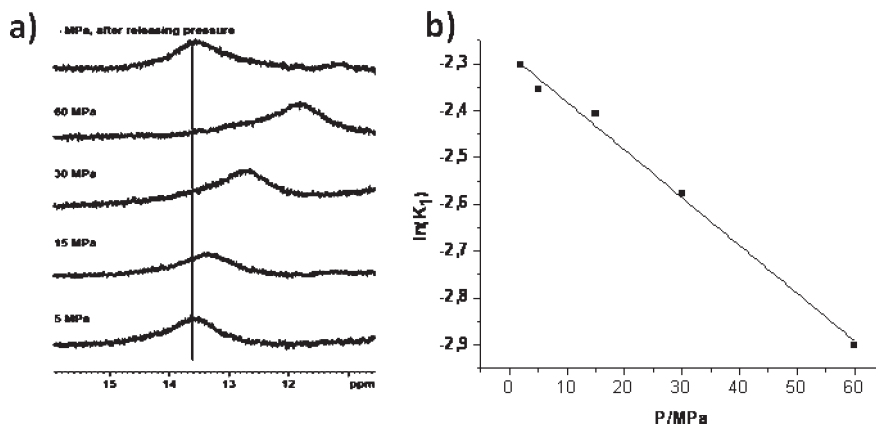 a)
- MPa, after releasing pressure
60 MPa
30 MPa
15 MPa
5 MPa
15 14 13 12 ppm
b)
-2,3
-2,4
-2,5
-2,6
-2,7
-2,8
-2,9
ln(K1)
0 10 20 30 40 50 60
P/MPa